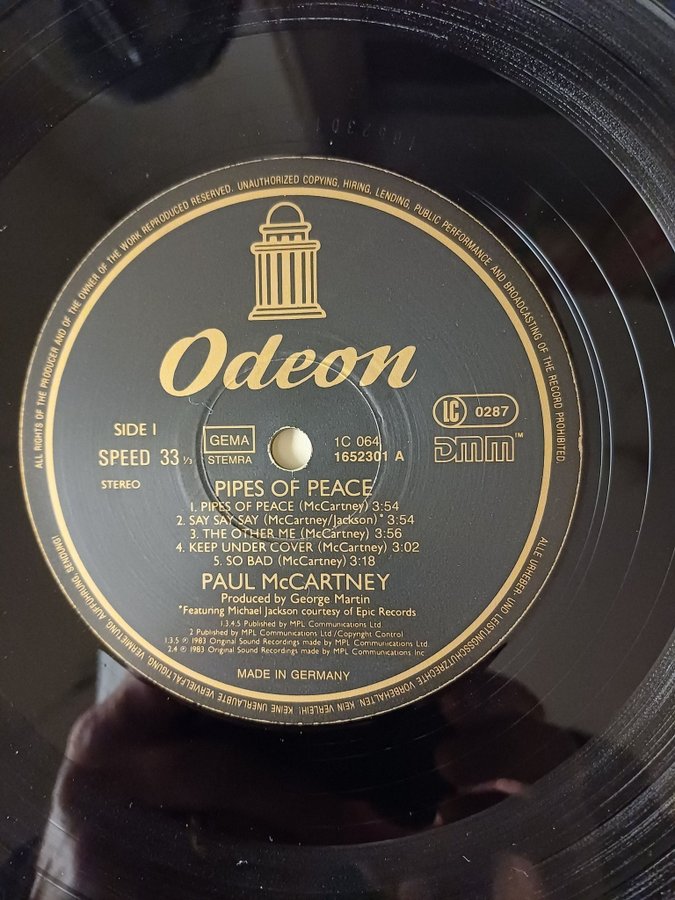 ALL RIGHTS OF THE PRODUCER AND OF THE OWNER OF THE WORK REPRODUCED RESERVED. UNAUTHORIZED COPYING, HIRING, LENDING, PUBLIC PERFORMANCE AND BROADCASTING OF THE RECORD PROHIBITED.
Odeon
SIDE 1
SPEED 33 1/3
STEREO
GEMA
STEMRA
1C 064
1652301 A
LC 0287
DMM™
PIPES OF PEACE
1. PIPES OF PEACE (McCartney) 3:54
2. SAY SAY SAY (McCartney/Jackson)* 3:54
3. THE OTHER ME (McCartney) 3:56
4. KEEP UNDER COVER (McCartney) 3:02
5. SO BAD (McCartney) 3:18
PAUL McCARTNEY
Produced by George Martin
*Featuring Michael Jackson courtesy of Epic Records
1.3.4.5 Published by MPL Communications Ltd.
2 Published by MPL Communications Ltd/Copyright Control
1.3.5 ℗ 1983 Original Sound Recordings made by MPL Communications Ltd.
2.4 ℗ 1983 Original Sound Recordings made by MPL Communications Inc
MADE IN GERMANY
ALLE URHEBER- UND LEISTUNGSSCHUTZRECHTE VORBEHALTEN. KEIN VERLEIH! KEINE UNERLAUBTE VERVIELFÄLTIGUNG, VERMIETUNG, AUFFÜHRUNG, SENDUNG!
1652301